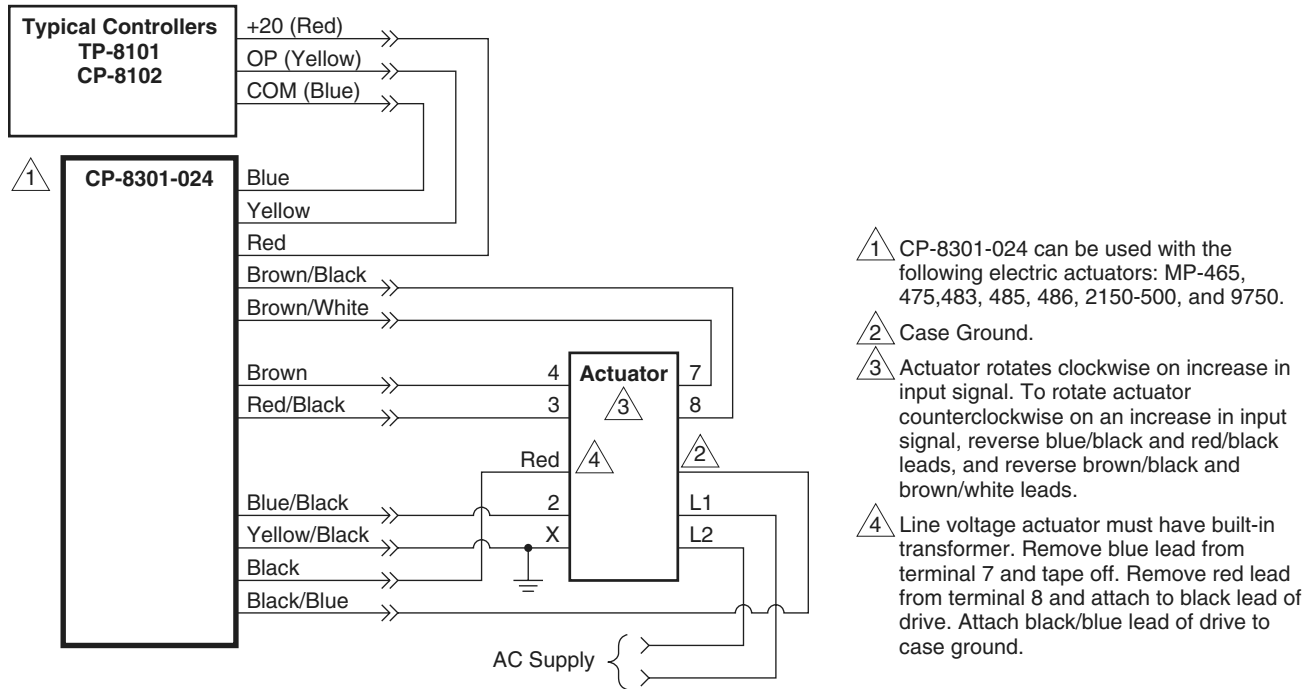 Typical Controllers
TP-8101
CP-8102
+20 (Red)
OP (Yellow)
COM (Blue)
1
CP-8301-024
Blue
Yellow
Red
Brown/Black
Brown/White
Brown
Red/Black
Blue/Black
Yellow/Black
Black
Black/Blue
4
3
Red
2
X
Actuator
3
4
7
8
2
L1
L2
AC Supply
1 CP-8301-024 can be used with the
following electric actuators: MP-465,
475,483, 485, 486, 2150-500, and 9750.
2 Case Ground.
3 Actuator rotates clockwise on increase in
input signal. To rotate actuator
counterclockwise on an increase in input
signal, reverse blue/black and red/black
leads, and reverse brown/black and
brown/white leads.
4 Line voltage actuator must have built-in
transformer. Remove blue lead from
terminal 7 and tape off. Remove red lead
from terminal 8 and attach to black lead of
drive. Attach black/blue lead of drive to
case ground.